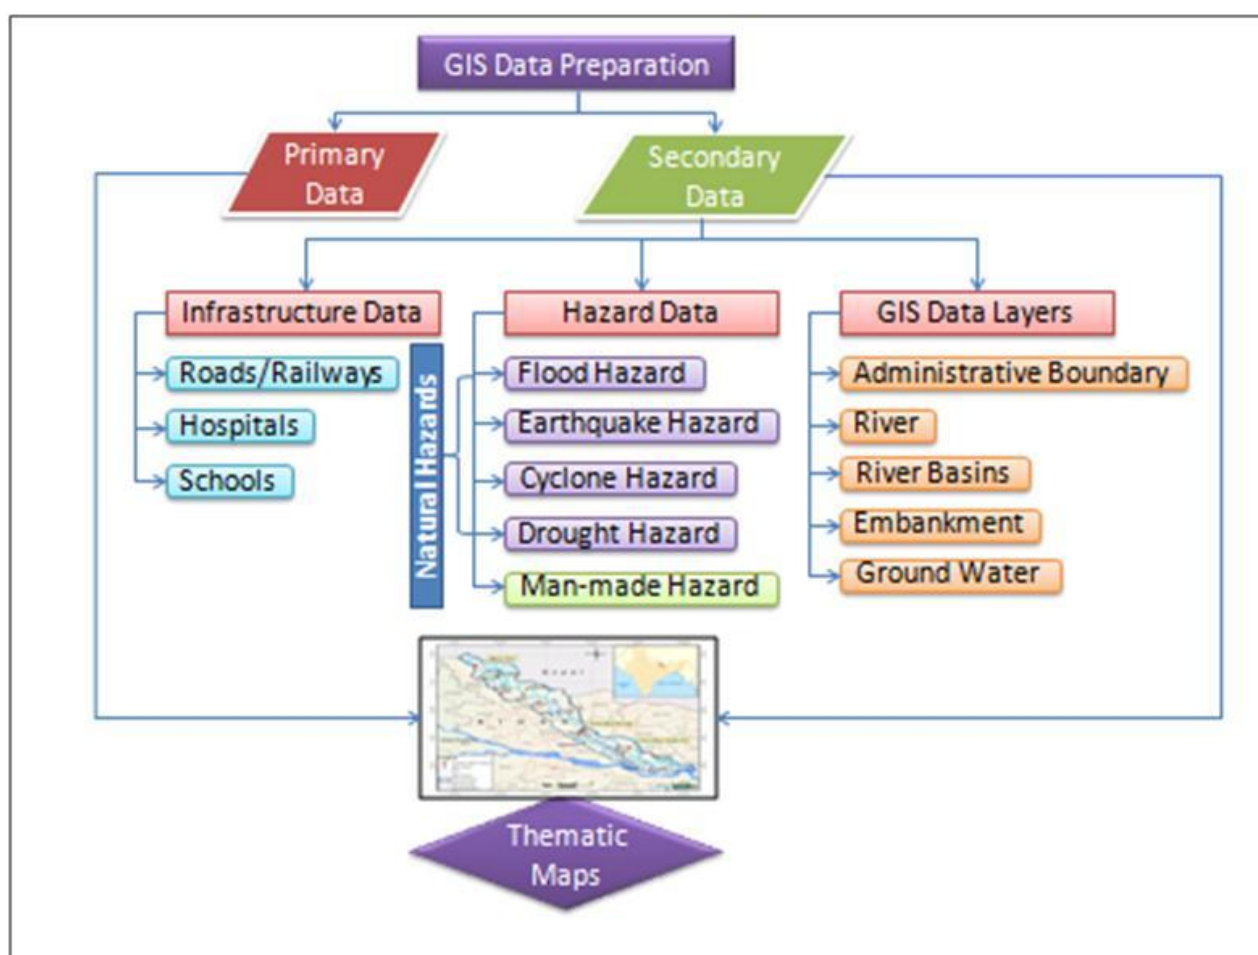 GIS Data Preparation
Primary
Data
Secondary
Data
Infrastructure Data
Roads/Railways
Hospitals
Schools
Natural Hazards
Hazard Data
Flood Hazard
Earthquake Hazard
Cyclone Hazard
Drought Hazard
Man-made Hazard
GIS Data Layers
Administrative Boundary
River
River Basins
Embankment
Ground Water
Thematic
Maps